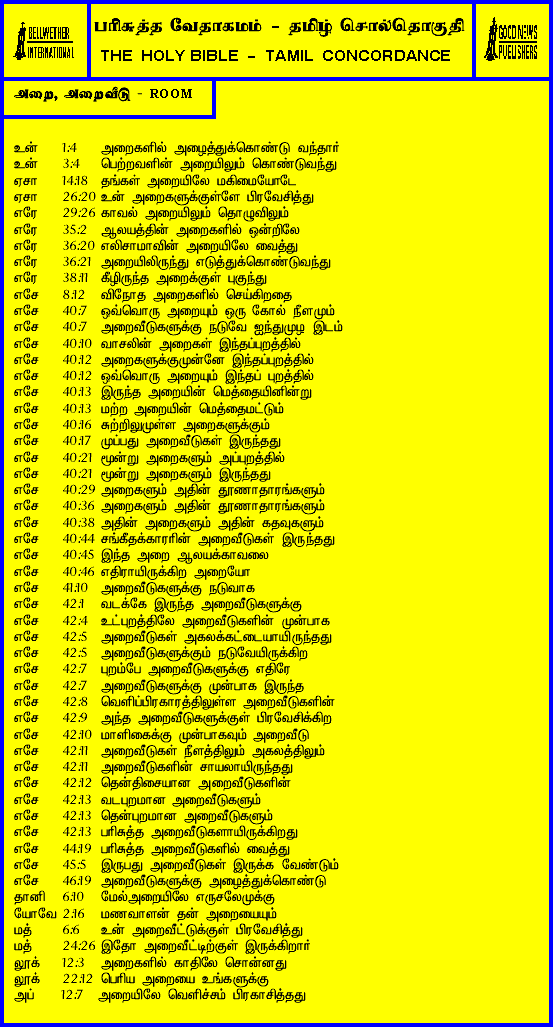 BELLWETHER
INTERNATIONAL
பரிசுத்த வேதாகமம் - தமிழ் சொல்தொகுதி
THE HOLY BIBLE - TAMIL CONCORDANCE
GOOD NEWS
PUBLISHERS
அறை, அறைவீடு - ROOM
உன் 1:4 அறைகளில் அழைத்துக்கொண்டு வந்தார்
உன் 3:4 பெற்றவளின் அறையிலும் கொண்டுவந்து
ஏசா 14:18 தங்கள் அறையிலே மகிமையோடே
ஏசா 26:20 உன் அறைகளுக்குள்ளே பிரவேசித்து
எரே 29:26 காவல் அறையிலும் தொழுவிலும்
எரே 35:2 ஆலயத்தின் அறைகளில் ஒன்றிலே
எரே 36:20 எலிசாமாவின் அறையிலே வைத்து
எரே 36:21 அறையிலிருந்து எடுத்துக்கொண்டுவந்து
எரே 38:11 கீழிருந்த அறைக்குள் புகுந்து
எசே 8:12 விநோத அறைகளில் செய்கிறதை
எசே 40:7 ஒவ்வொரு அறையும் ஒரு கோல் நீளமும்
எசே 40:7 அறைவீடுகளுக்கு நடுவே ஐந்துமுழ இடம்
எசே 40:10 வாசலின் அறைகள் இந்தப்புறத்தில்
எசே 40:12 அறைகளுக்குமுன்னே இந்தப்புறத்தில்
எசே 40:12 ஒவ்வொரு அறையும் இந்தப் புறத்தில்
எசே 40:13 இருந்த அறையின் மெத்தையினின்று
எசே 40:13 மற்ற அறையின் மெத்தைமட்டும்
எசே 40:16 சுற்றிலுமுள்ள அறைகளுக்கும்
எசே 40:17 முப்பது அறைவீடுகள் இருந்தது
எசே 40:21 மூன்று அறைகளும் அப்புறத்தில்
எசே 40:21 மூன்று அறைகளும் இருந்தது
எசே 40:29 அறைகளும் அதின் தூணாதாரங்களும்
எசே 40:36 அறைகளும் அதின் தூணாதாரங்களும்
எசே 40:38 அதின் அறைகளும் அதின் கதவுகளும்
எசே 40:44 சங்கீதக்காரரின் அறைவீடுகள் இருந்தது
எசே 40:45 இந்த அறை ஆலயக்காவலை
எசே 40:46 எதிராயிருக்கிற அறையோ
எசே 41:10 அறைவீடுகளுக்கு நடுவாக
எசே 42:1 வடக்கே இருந்த அறைவீடுகளுக்கு
எசே 42:4 உட்புறத்திலே அறைவீடுகளின் முன்பாக
எசே 42:5 அறைவீடுகள் அகலக்கட்டையாயிருந்தது
எசே 42:5 அறைவீடுகளுக்கும் நடுவேயிருக்கிற
எசே 42:7 புறம்பே அறைவீடுகளுக்கு எதிரே
எசே 42:7 அறைவீடுகளுக்கு முன்பாக இருந்த
எசே 42:8 வெளிப்பிரகாரத்திலுள்ள அறைவீடுகளின்
எசே 42:9 அந்த அறைவீடுகளுக்குள் பிரவேசிக்கிற
எசே 42:10 மாளிகைக்கு முன்பாகவும் அறைவீடு
எசே 42:11 அறைவீடுகள் நீளத்திலும் அகலத்திலும்
எசே 42:11 அறைவீடுகளின் சாயலாயிருந்தது
எசே 42:12 தென்திசையான அறைவீடுகளின்
எசே 42:13 வடபுறமான அறைவீடுகளும்
எசே 42:13 தென்புறமான அறைவீடுகளும்
எசே 42:13 பரிசுத்த அறைவீடுகளாயிருக்கிறது
எசே 44:19 பரிசுத்த அறைவீடுகளில் வைத்து
எசே 45:5 இருபது அறைவீடுகள் இருக்க வேண்டும்
எசே 46:19 அறைவீடுகளுக்கு அழைத்துக்கொண்டு
தானி 6:10 மேல்அறையிலே எருசலேமுக்கு
யோவே 2:16 மணவாளன் தன் அறையையும்
மத் 6:6 உன் அறைவீட்டுக்குள் பிரவேசித்து
மத் 24:26 இதோ அறைவீட்டிற்குள் இருக்கிறார்
லூக் 12:3 அறைகளில் காதிலே சொன்னது
லூக் 22:12 பெரிய அறையை உங்களுக்கு
அப் 12:7 அறையிலே வெளிச்சம் பிரகாசித்தது